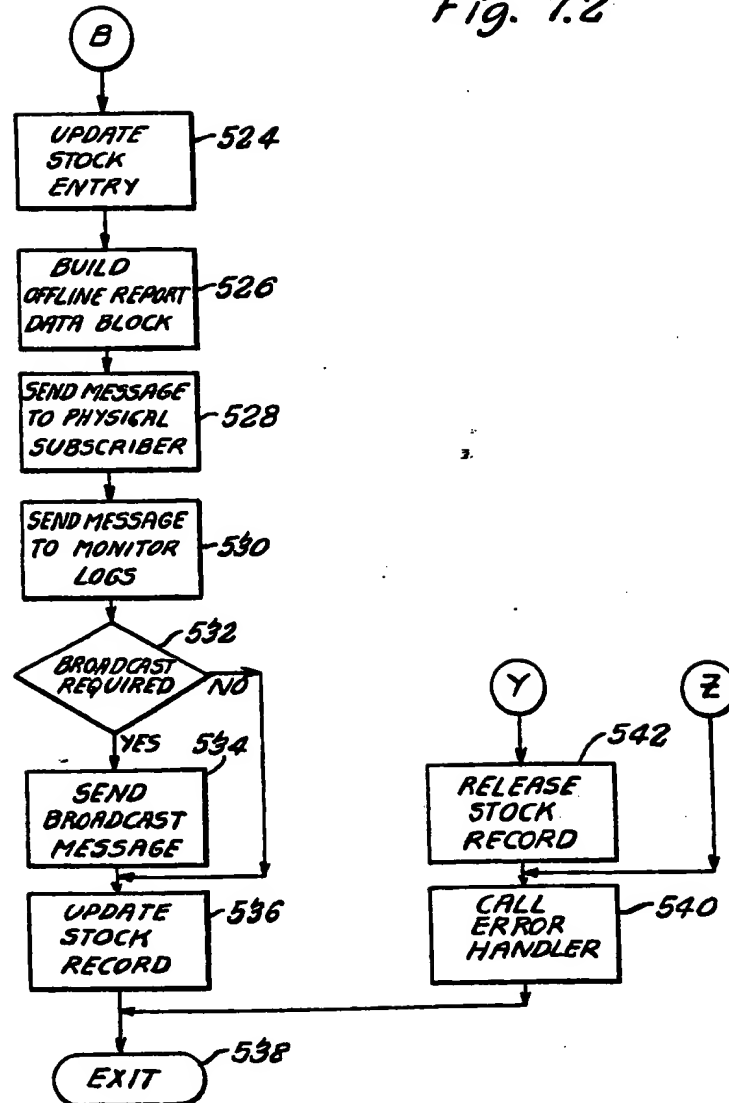 Fig. 7.2
B
UPDATE
STOCK
ENTRY
524
BUILD
OFFLINE REPORT
DATA BLOCK
526
SEND MESSAGE
TO PHYSICAL
SUBSCRIBER
528
SEND MESSAGE
TO MONITOR
LOGS
530
532
BROADCAST
REQUIRED
NO
YES
534
SEND
BROADCAST
MESSAGE
UPDATE
STOCK
RECORD
536
EXIT
538
Y
Z
542
RELEASE
STOCK
RECORD
CALL
ERROR
HANDLER
540